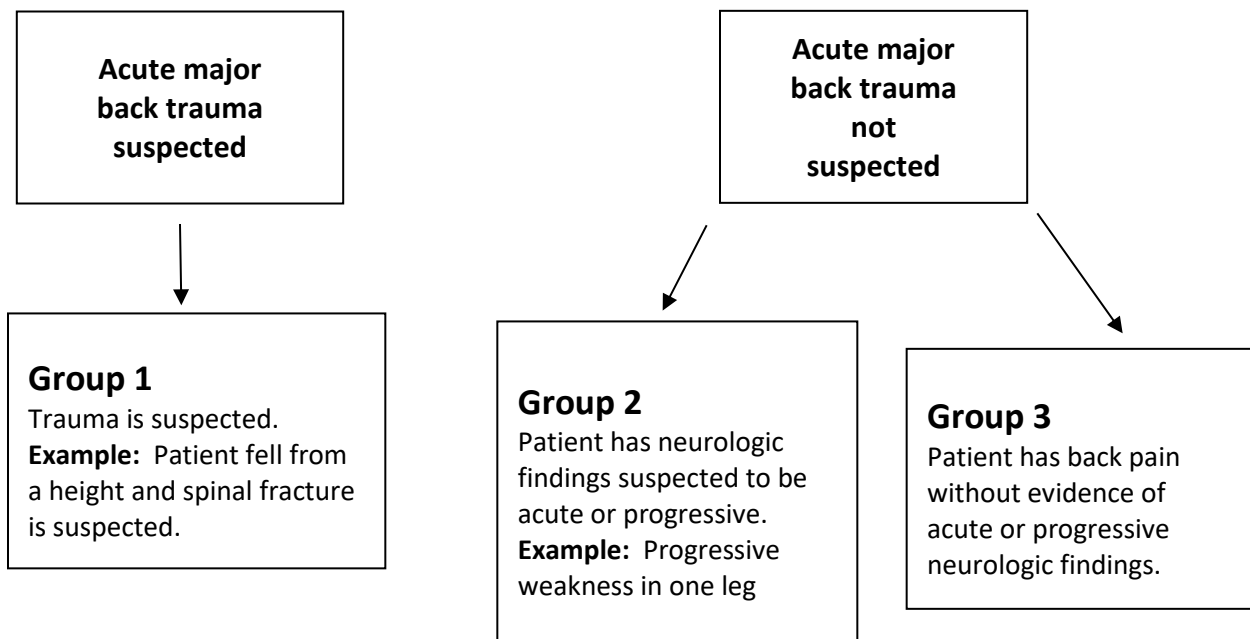 Acute major
back trauma
suspected
Acute major
back trauma
not
suspected
Group 1
Trauma is suspected.
Example: Patient fell from
a height and spinal fracture
is suspected.
Group 2
Patient has neurologic
findings suspected to be
acute or progressive.
Example: Progressive
weakness in one leg
Group 3
Patient has back pain
without evidence of
acute or progressive
neurologic findings.